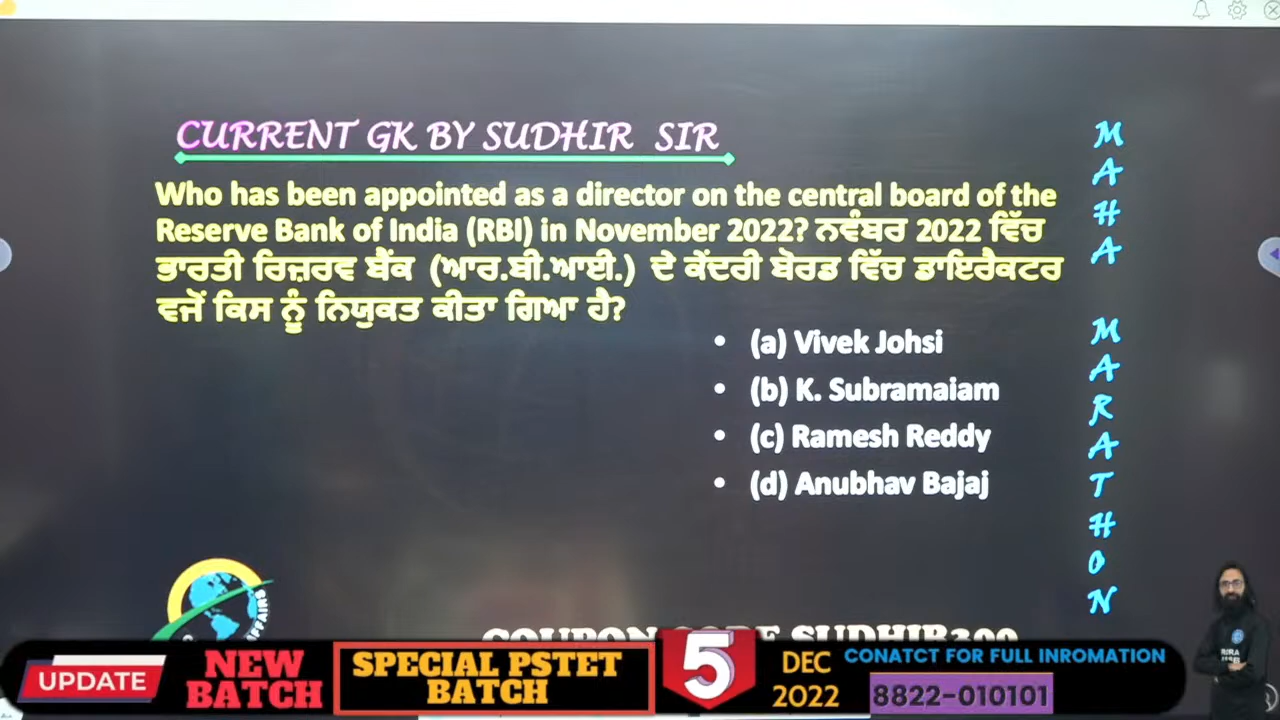 CURRENT GK BY SUDHIR SIR
Who has been appointed as a director on the central board of the
Reserve Bank of India (RBI) in November 2022? ਨਵੰਬਰ 2022 ਵਿੱਚ
ਭਾਰਤੀ ਰਿਜ਼ਰਵ ਬੈਂਕ (ਆਰ.ਬੀ.ਆਈ.) ਦੇ ਕੇਂਦਰੀ ਬੋਰਡ ਵਿੱਚ ਡਾਇਰੈਕਟਰ
ਵਜੋਂ ਕਿਸ ਨੂੰ ਨਿਯੁਕਤ ਕੀਤਾ ਗਿਆ ਹੈ?
• (a) Vivek Johsi
• (b) K. Subramaiam
• (c) Ramesh Reddy
• (d) Anubhav Bajaj
MAHA MARATHON
COUPON CODE SUDHIR300
UPDATE
NEW
BATCH
SPECIAL PSTET
BATCH
5
DEC
2022
CONATCT FOR FULL INROMATION
8822-010101